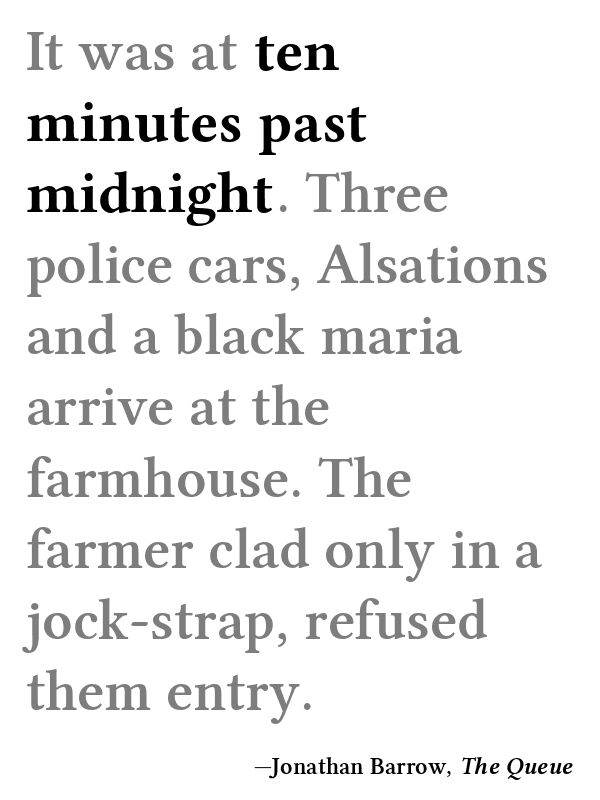 It was at ten
minutes past
midnight. Three
police cars, Alsations
and a black maria
arrive at the
farmhouse. The
farmer clad only in a
jock-strap, refused
them entry.
—Jonathan Barrow, The Queue